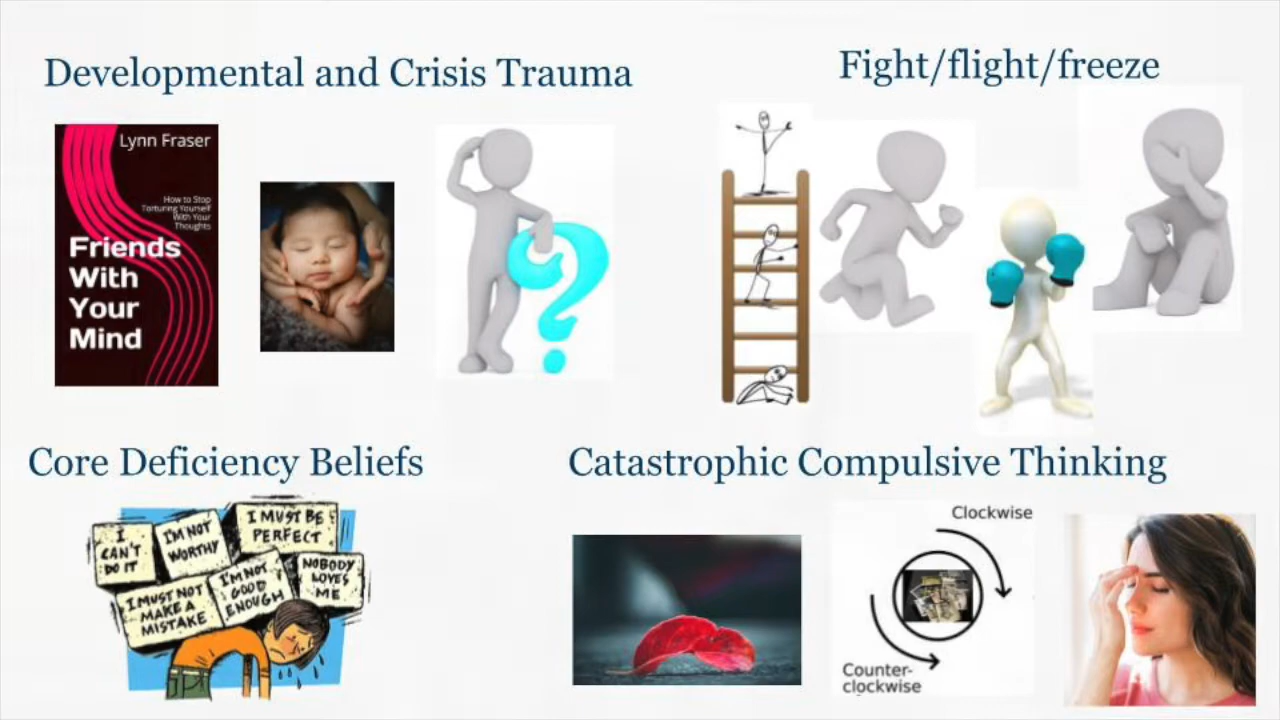 Developmental and Crisis Trauma
Lynn Fraser
How to Stop
Torturing Yourself
With Your
Thoughts
Friends
With
Your
Mind
Fight/flight/freeze
Core Deficiency Beliefs
I
CAN'T
DO IT
I'M NOT
WORTHY
I MUST BE
PERFECT
I MUST NOT
MAKE A
MISTAKE
I'M NOT
GOOD
ENOUGH
NOBODY
LOVES
ME
Catastrophic Compulsive Thinking
Clockwise
Counter-
clockwise